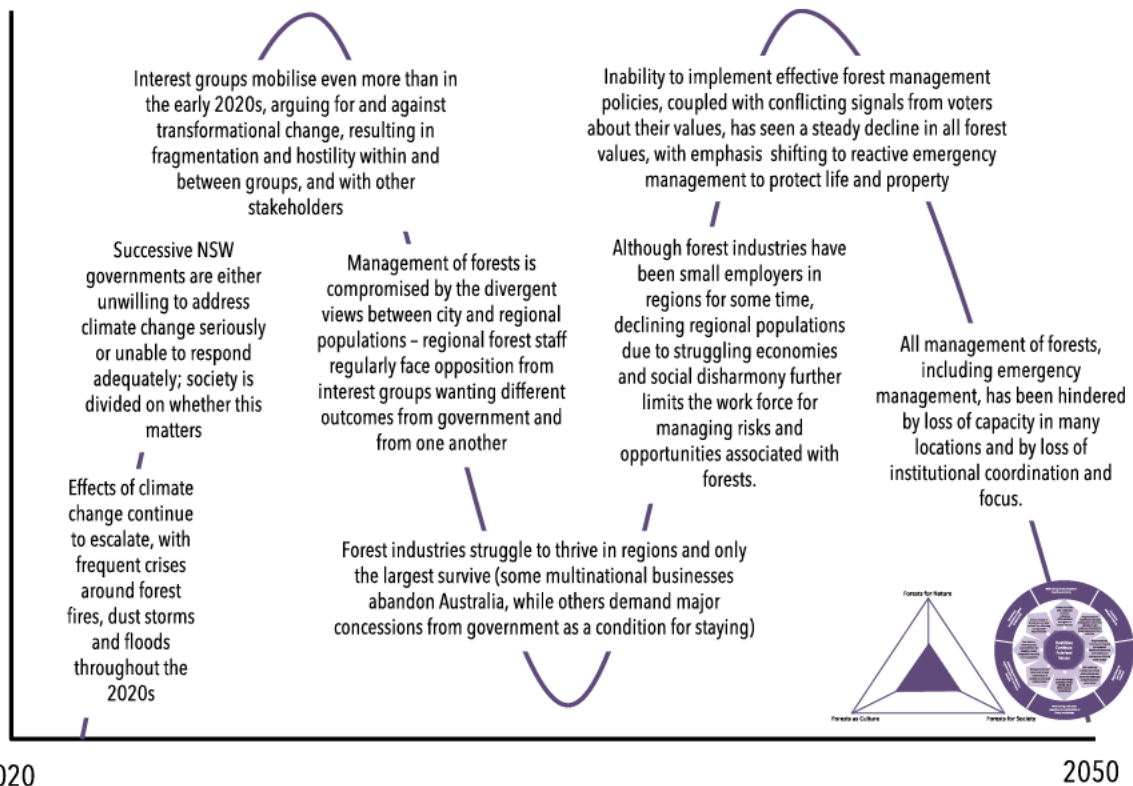 Effects of climate
change continue
to escalate, with
frequent crises
around forest
fires, dust storms
and floods
throughout the
2020s
Successive NSW
governments are either
unwilling to address
climate change seriously
or unable to respond
adequately; society is
divided on whether this
matters
Interest groups mobilise even more than in
the early 2020s, arguing for and against
transformational change, resulting in
fragmentation and hostility within and
between groups, and with other
stakeholders
Management of forests is
compromised by the divergent
views between city and regional
populations – regional forest staff
regularly face opposition from
interest groups wanting different
outcomes from government and
from one another
Forest industries struggle to thrive in regions and only
the largest survive (some multinational businesses
abandon Australia, while others demand major
concessions from government as a condition for staying)
Although forest industries have
been small employers in
regions for some time,
declining regional populations
due to struggling economies
and social disharmony further
limits the work force for
managing risks and
opportunities associated with
forests.
Inability to implement effective forest management
policies, coupled with conflicting signals from voters
about their values, has seen a steady decline in all forest
values, with emphasis shifting to reactive emergency
management to protect life and property
All management of forests,
including emergency
management, has been hindered
by loss of capacity in many
locations and by loss of
institutional coordination and
focus.
Forests for Nature
Forests as Culture
Forests for Society
020
2050